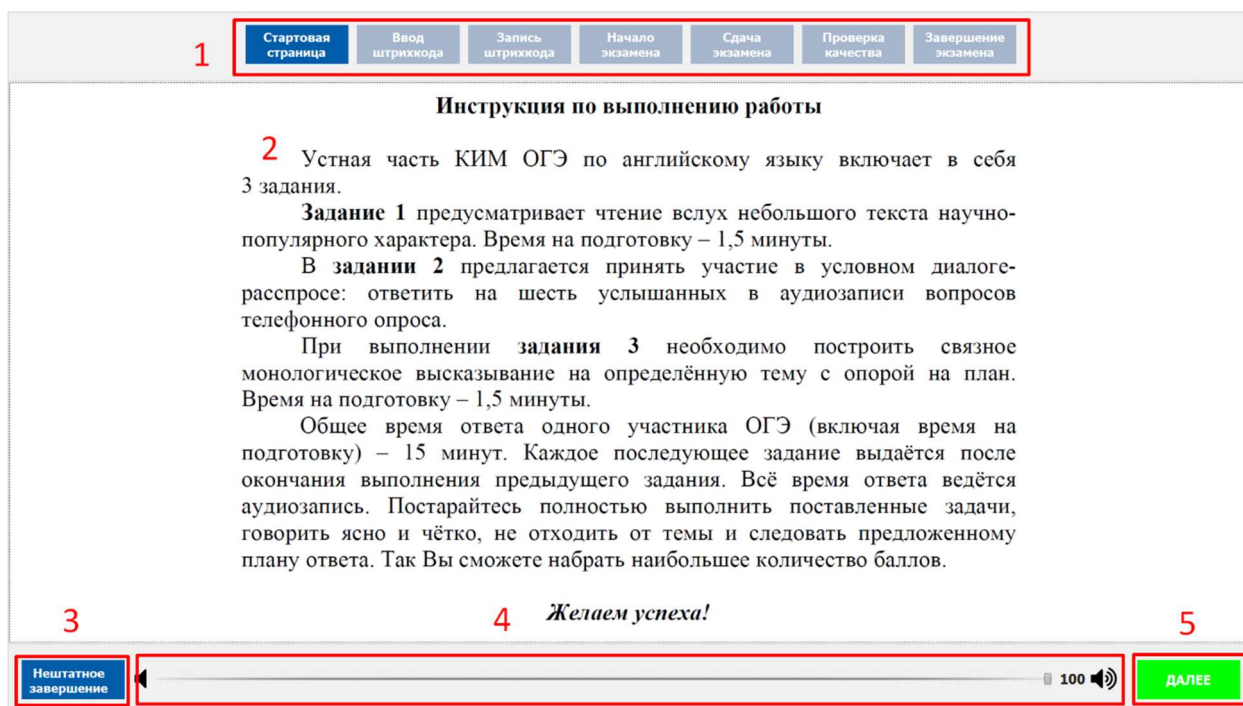 1
Стартовая страница
Ввод штрихкода
Запись штрихкода
Начало экзамена
Сдача экзамена
Проверка качества
Завершение экзамена
Инструкция по выполнению работы
2
Устная часть КИМ ОГЭ по английскому языку включает в себя
3 задания.
Задание 1 предусматривает чтение вслух небольшого текста научно-
популярного характера. Время на подготовку – 1,5 минуты.
В задании 2 предлагается принять участие в условном диалоге-
расспросе: ответить на шесть услышанных в аудиозаписи вопросов
телефонного опроса.
При выполнении задания 3 необходимо построить связное
монологическое высказывание на определённую тему с опорой на план.
Время на подготовку – 1,5 минуты.
Общее время ответа одного участника ОГЭ (включая время на
подготовку) – 15 минут. Каждое последующее задание выдаётся после
окончания выполнения предыдущего задания. Всё время ответа ведётся
аудиозапись. Постарайтесь полностью выполнить поставленные задачи,
говорить ясно и чётко, не отходить от темы и следовать предложенному
плану ответа. Так Вы сможете набрать наибольшее количество баллов.
Желаем успеха!
3
4
5
Нештатное
завершение
100
ДАЛЕЕ